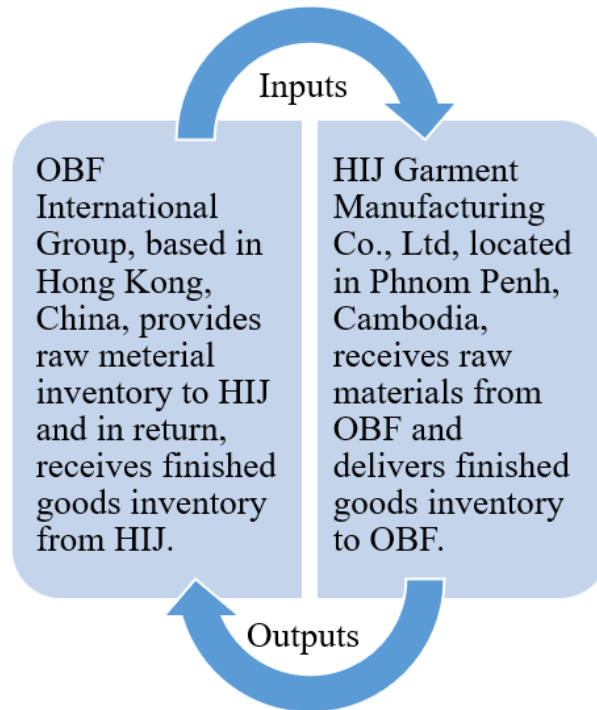 Inputs
OBF
International
Group, based in
Hong Kong,
China, provides
raw meterial
inventory to HIJ
and in return,
receives finished
goods inventory
from HIJ.
HIJ Garment
Manufacturing
Co., Ltd, located
in Phnom Penh,
Cambodia,
receives raw
materials from
OBF and
delivers finished
goods inventory
to OBF.
Outputs